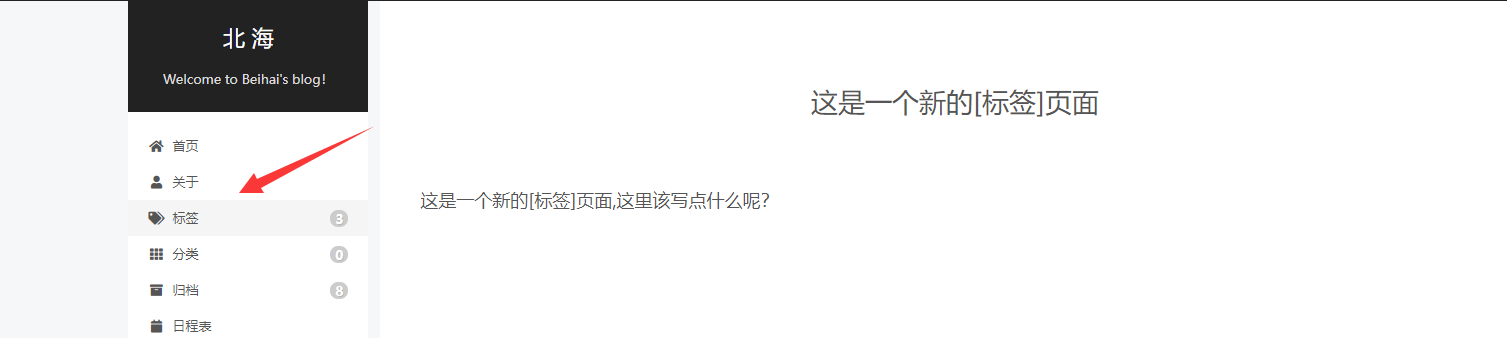 北海
Welcome to Beihai's blog!
首页
关于
标签 3
分类 0
归档 8
日程表
这是一个新的[标签]页面
这是一个新的[标签]页面,这里该写点什么呢?